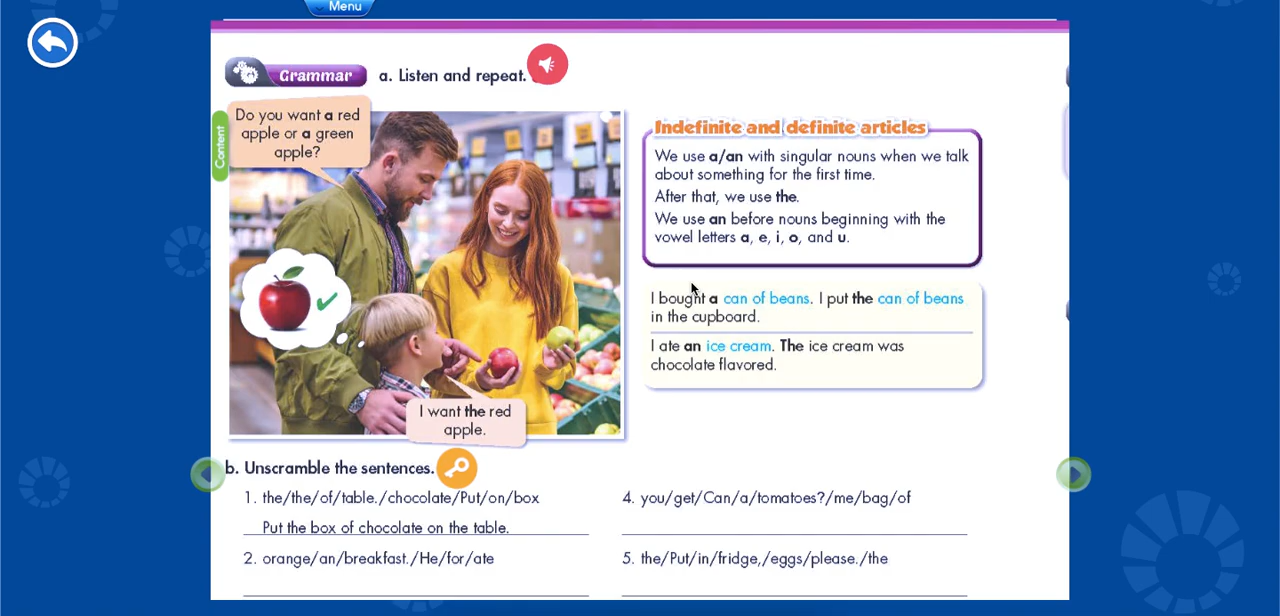 Menu
Grammar
a. Listen and repeat.
Content
Do you want a red
apple or a green
apple?
I want the red
apple.
Indefinite and definite articles
We use a/an with singular nouns when we talk
about something for the first time.
After that, we use the.
We use an before nouns beginning with the
vowel letters a, e, i, o, and u.
I bought a can of beans. I put the can of beans
in the cupboard.
I ate an ice cream. The ice cream was
chocolate flavored.
b. Unscramble the sentences.
1. the/the/of/table./chocolate/Put/on/box
Put the box of chocolate on the table.
2. orange/an/breakfast./He/for/ate
4. you/get/Can/a/tomatoes?/me/bag/of
5. the/Put/in/fridge,/eggs/please./the